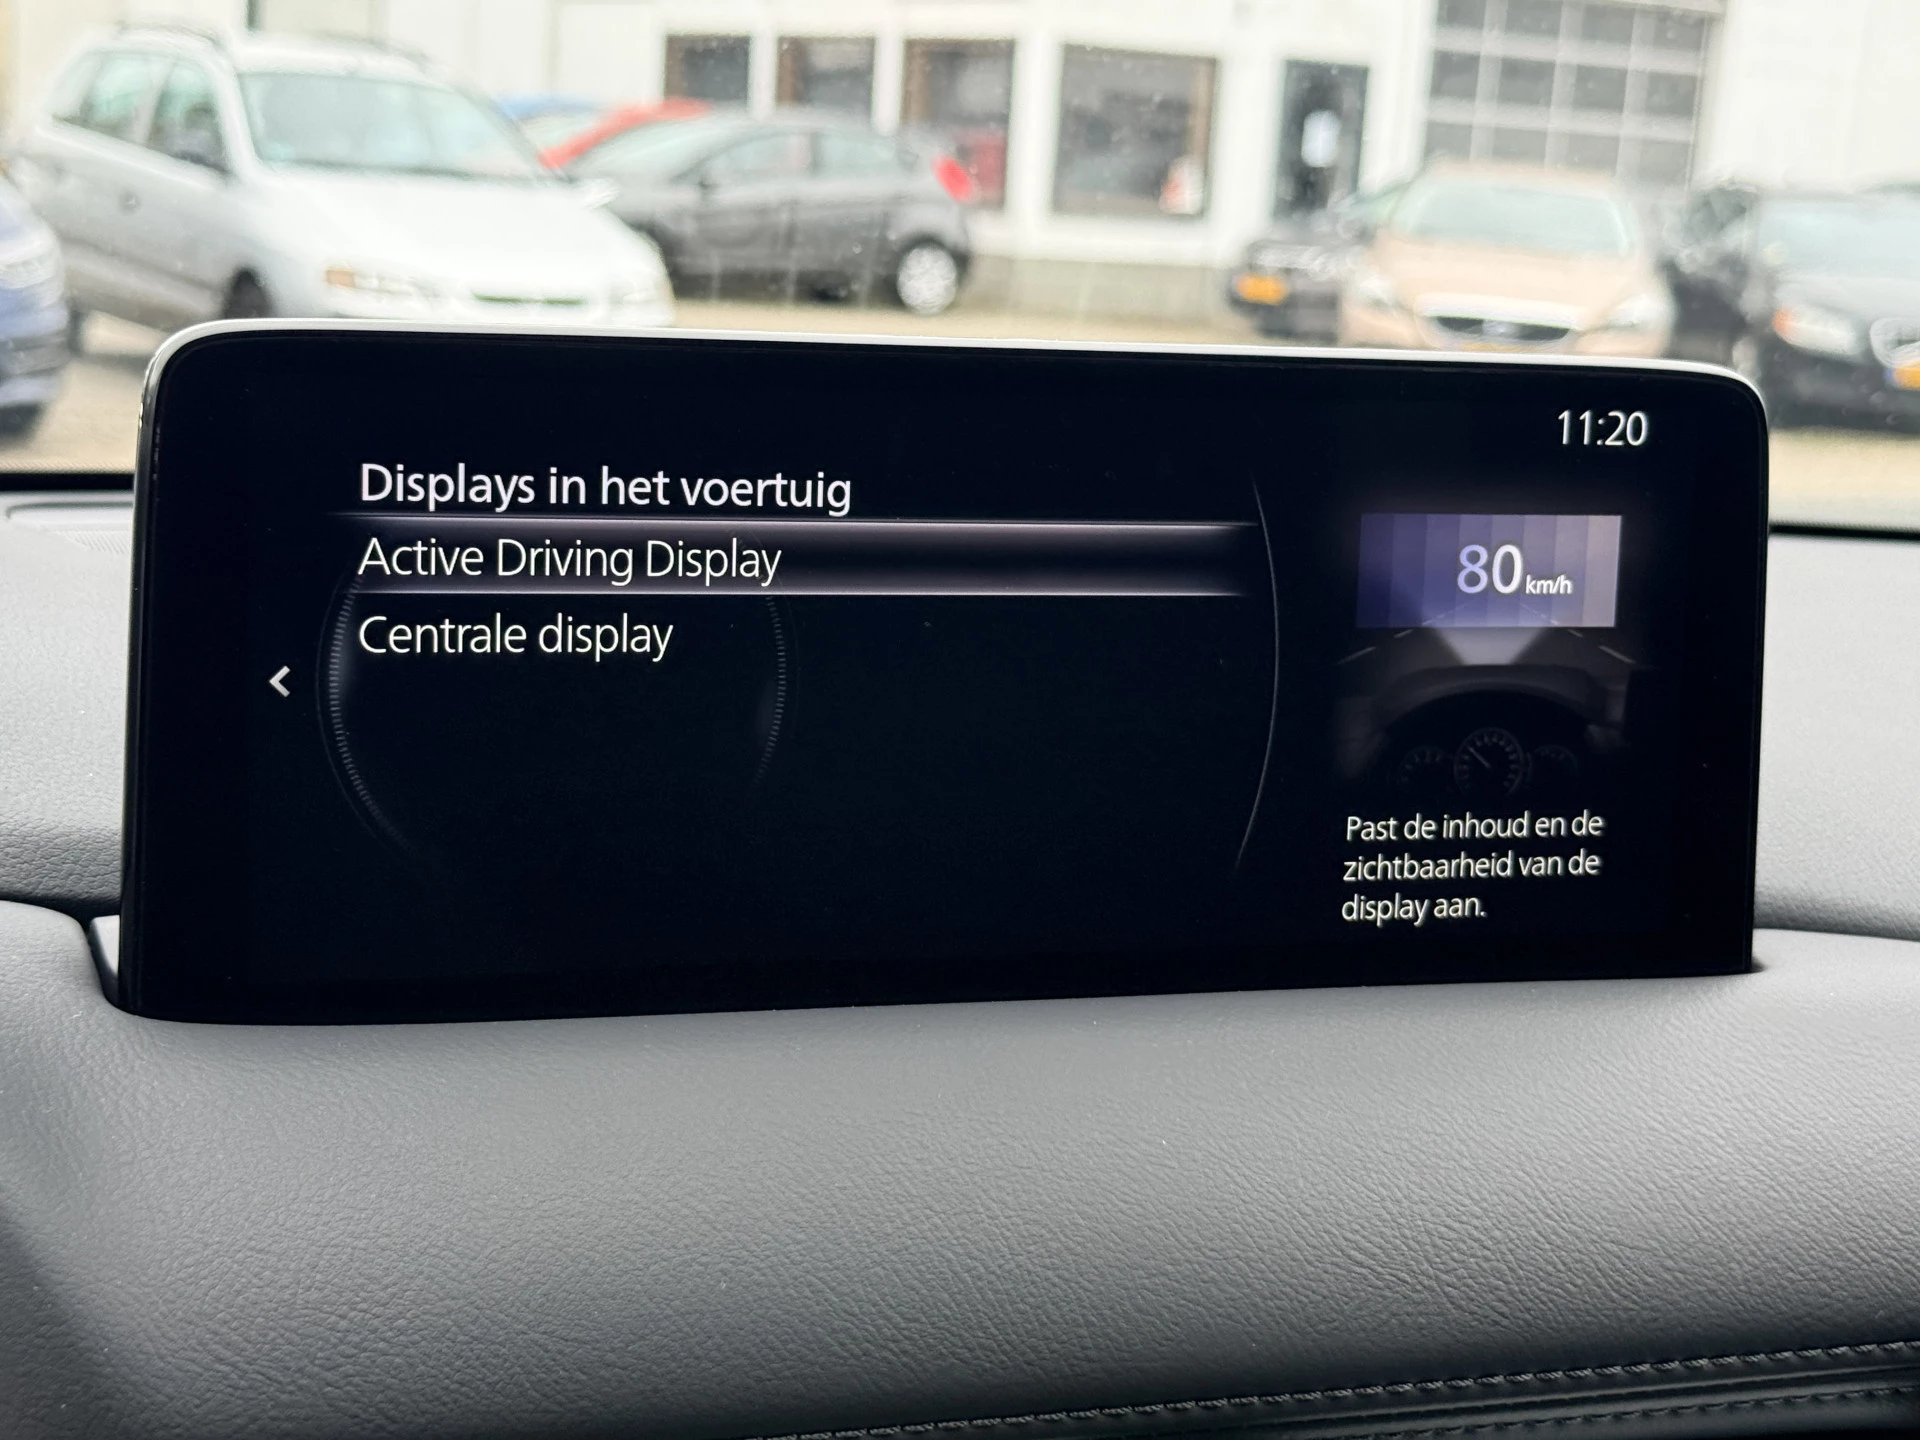 11:20
Displays in het voertuig
Active Driving Display
Centrale display
80 km/h
Past de inhoud en de
zichtbaarheid van de
display aan.